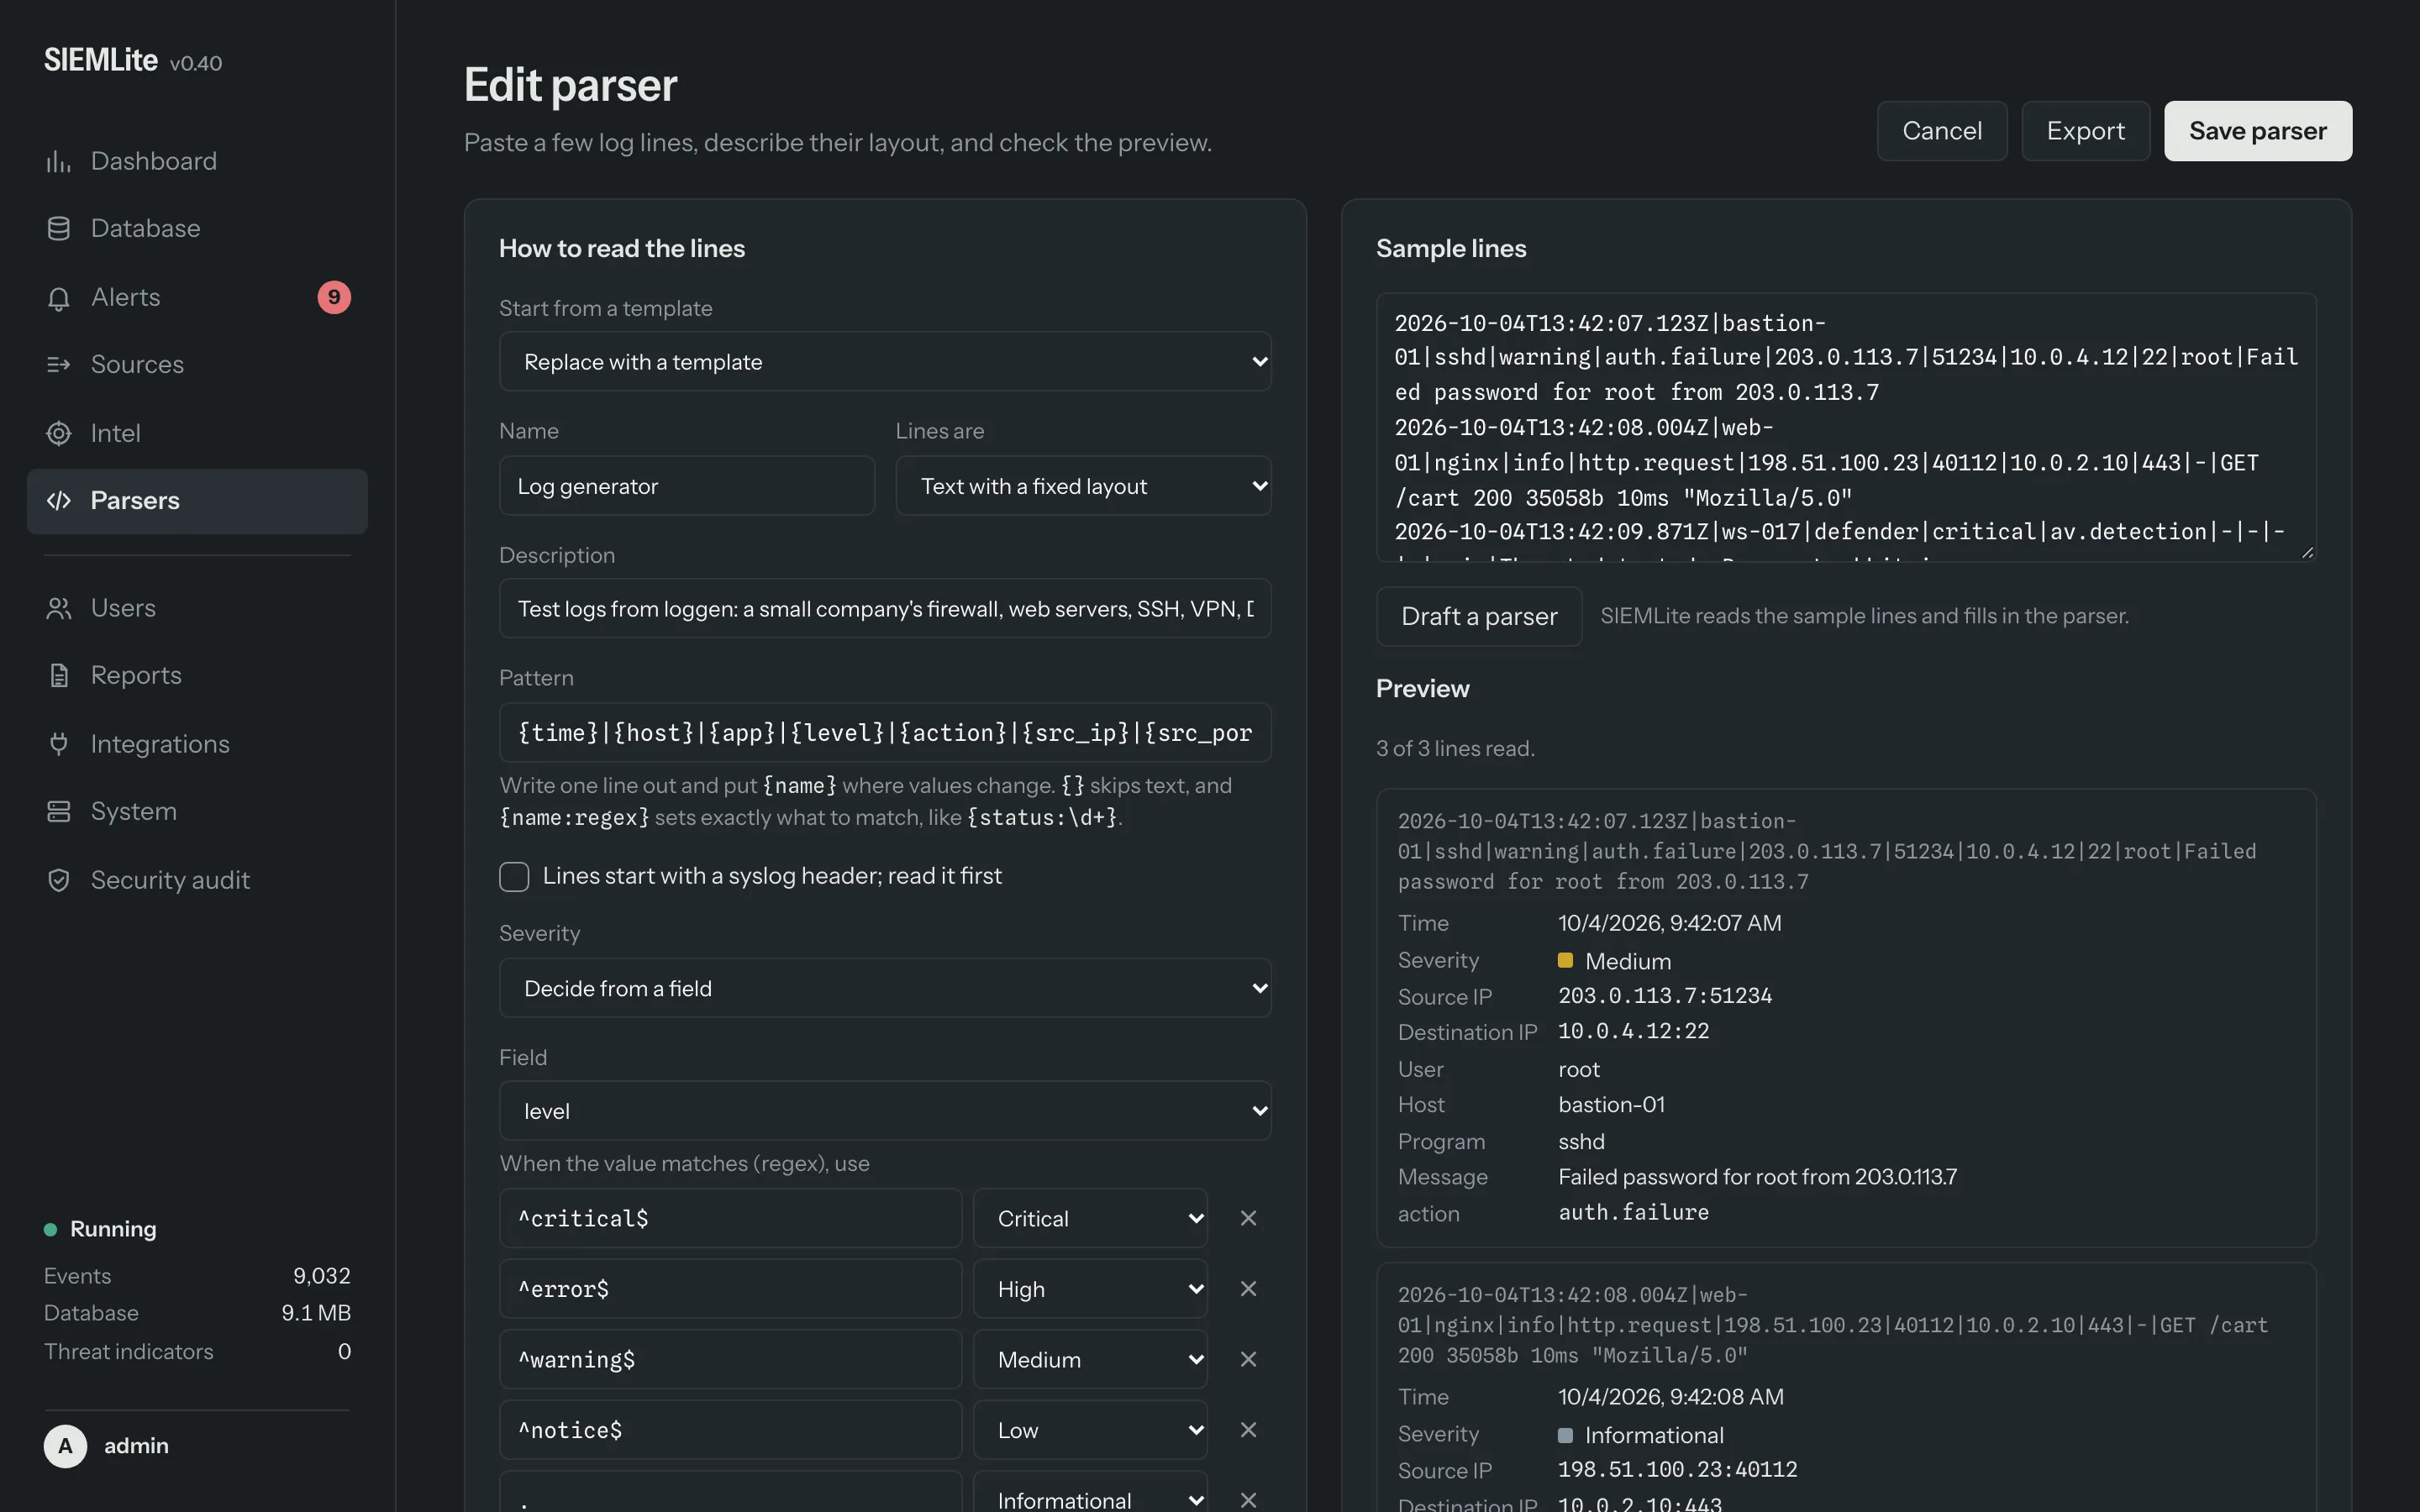 SIEMLite v0.40
Dashboard
Database
Alerts 9
Sources
Intel
Parsers
Users
Reports
Integrations
System
Security audit
Running
Events 9,032
Database 9.1 MB
Threat indicators 0
A admin
Edit parser
Paste a few log lines, describe their layout, and check the preview.
Cancel Export Save parser
How to read the lines
Start from a template
Replace with a template
Name Lines are
Log generator Text with a fixed layout
Description
Test logs from loggen: a small company's firewall, web servers, SSH, VPN,
Pattern
{time}|{host}|{app}|{level}|{action}|{src_ip}|{src_por
Write one line out and put {name} where values change. {} skips text, and
{name:regex} sets exactly what to match, like {status:\d+}.
Lines start with a syslog header; read it first
Severity
Decide from a field
Field
level
When the value matches (regex), use
^critical$ Critical
^error$ High
^warning$ Medium
^notice$ Low
. Informational
Sample lines
2026-10-04T13:42:07.123Z|bastion-
01|sshd|warning|auth.failure|203.0.113.7|51234|10.0.4.12|22|root|Fail
ed password for root from 203.0.113.7
2026-10-04T13:42:08.004Z|web-
01|nginx|info|http.request|198.51.100.23|40112|10.0.2.10|443|-|GET
/cart 200 35058b 10ms "Mozilla/5.0"
2026-10-04T13:42:09.871Z|ws-017|defender|critical|av.detection|-|-|-
Draft a parser SIEMLite reads the sample lines and fills in the parser.
Preview
3 of 3 lines read.
2026-10-04T13:42:07.123Z|bastion-
01|sshd|warning|auth.failure|203.0.113.7|51234|10.0.4.12|22|root|Failed
password for root from 203.0.113.7
Time 10/4/2026, 9:42:07 AM
Severity Medium
Source IP 203.0.113.7:51234
Destination IP 10.0.4.12:22
User root
Host bastion-01
Program sshd
Message Failed password for root from 203.0.113.7
action auth.failure
2026-10-04T13:42:08.004Z|web-
01|nginx|info|http.request|198.51.100.23|40112|10.0.2.10|443|-|GET /cart
200 35058b 10ms "Mozilla/5.0"
Time 10/4/2026, 9:42:08 AM
Severity Informational
Source IP 198.51.100.23:40112
Destination IP 10.0.2.10:443